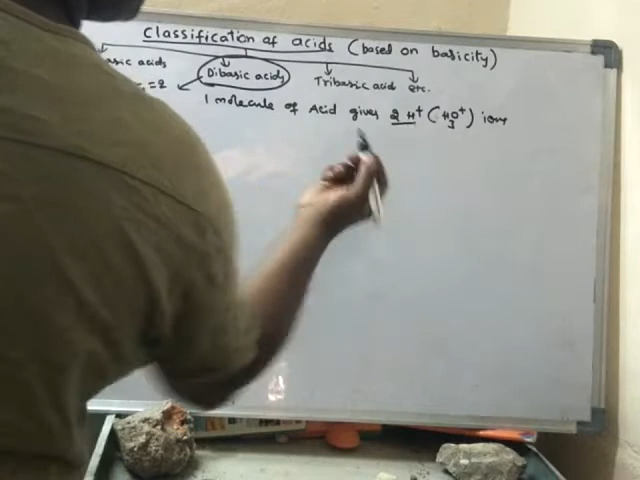 Classification of acids (based on basicity)
Dibasic acids Tribasic acid etc.
= 2
1 molecule of Acid gives 2 H⁺ (H₃O⁺) ions